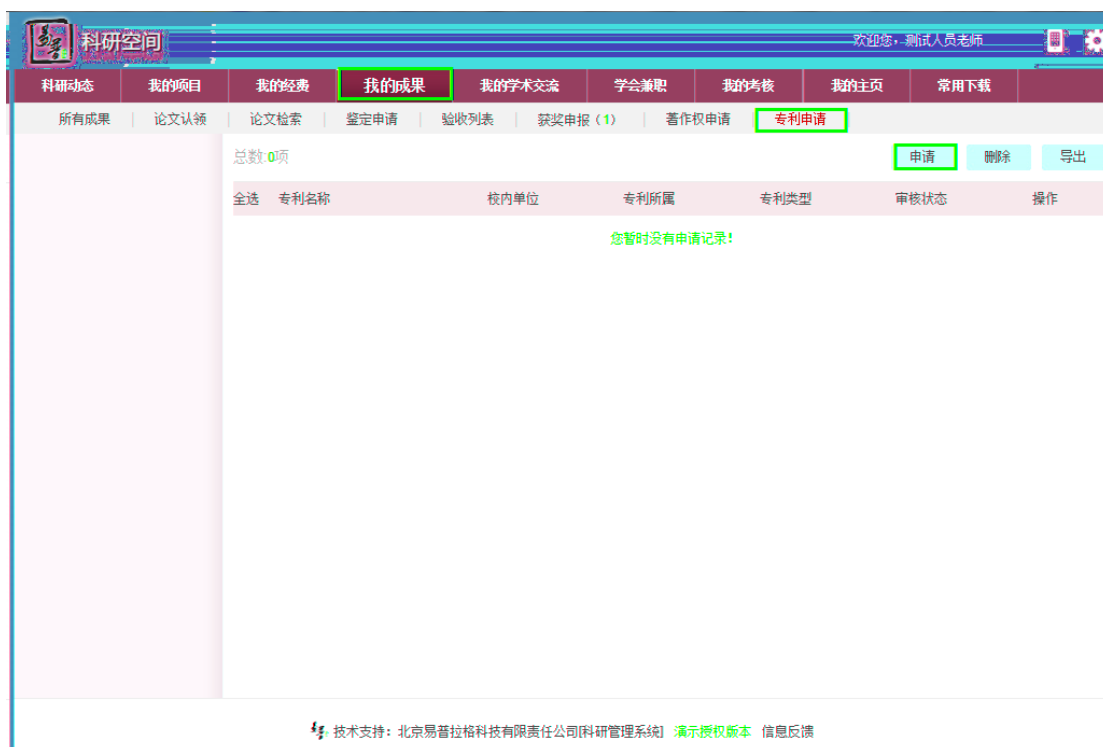 科研空间
欢迎您，测试人员老师
科研动态 我的项目 我的经费 我的成果 我的学术交流 学会兼职 我的考核 我的主页 常用下载
所有成果 论文认领 论文检索 鉴定申请 验收列表 获奖申报（1） 著作权申请 专利申请
总数:0项 申请 删除 导出
全选 专利名称 校内单位 专利所属 专利类型 审核状态 操作
您暂时没有申请记录!
技术支持：北京易普拉格科技有限责任公司[科研管理系统] 演示授权版本 信息反馈